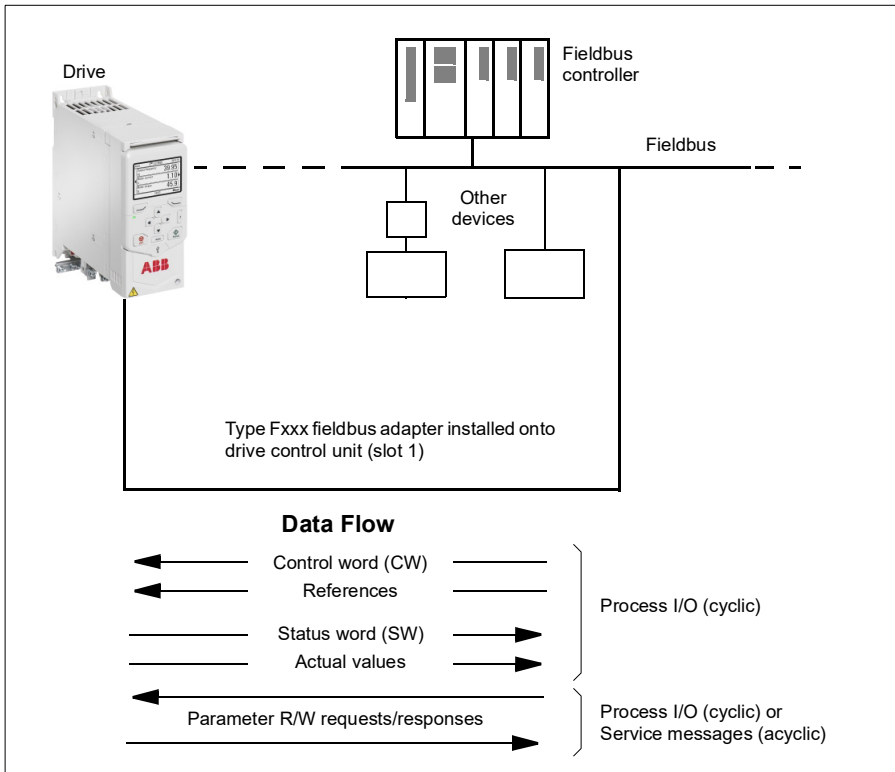 Drive
Fieldbus
controller
Fieldbus
Other
devices
ABB
Type Fxxx fieldbus adapter installed onto
drive control unit (slot 1)
Data Flow
Control word (CW)
References
Process I/O (cyclic)
Status word (SW)
Actual values
Parameter R/W requests/responses
Process I/O (cyclic) or
Service messages (acyclic)